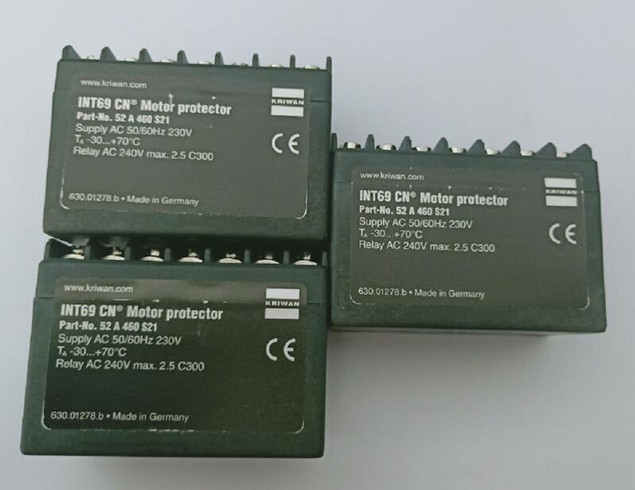 www.kriwan.com
KRIWAN
INT69 CN® Motor protector
Part-No. 52 A 460 S21
Supply AC 50/60Hz 230V
TA -30...+70°C
Relay AC 240V max. 2.5 C300
CE
630.01278.b • Made in Germany
www.kriwan.com
KRIWAN
INT69 CN® Motor protector
Part-No. 52 A 460 S21
Supply AC 50/60Hz 230V
TA -30...+70°C
Relay AC 240V max. 2.5 C300
CE
630.01278.b • Made in Germany
www.kriwan.com
KRIWAN
INT69 CN® Motor protector
Part-No. 52 A 460 S21
Supply AC 50/60Hz 230V
TA -30...+70°C
Relay AC 240V max. 2.5 C300
CE
630.01278.b • Made in Germany